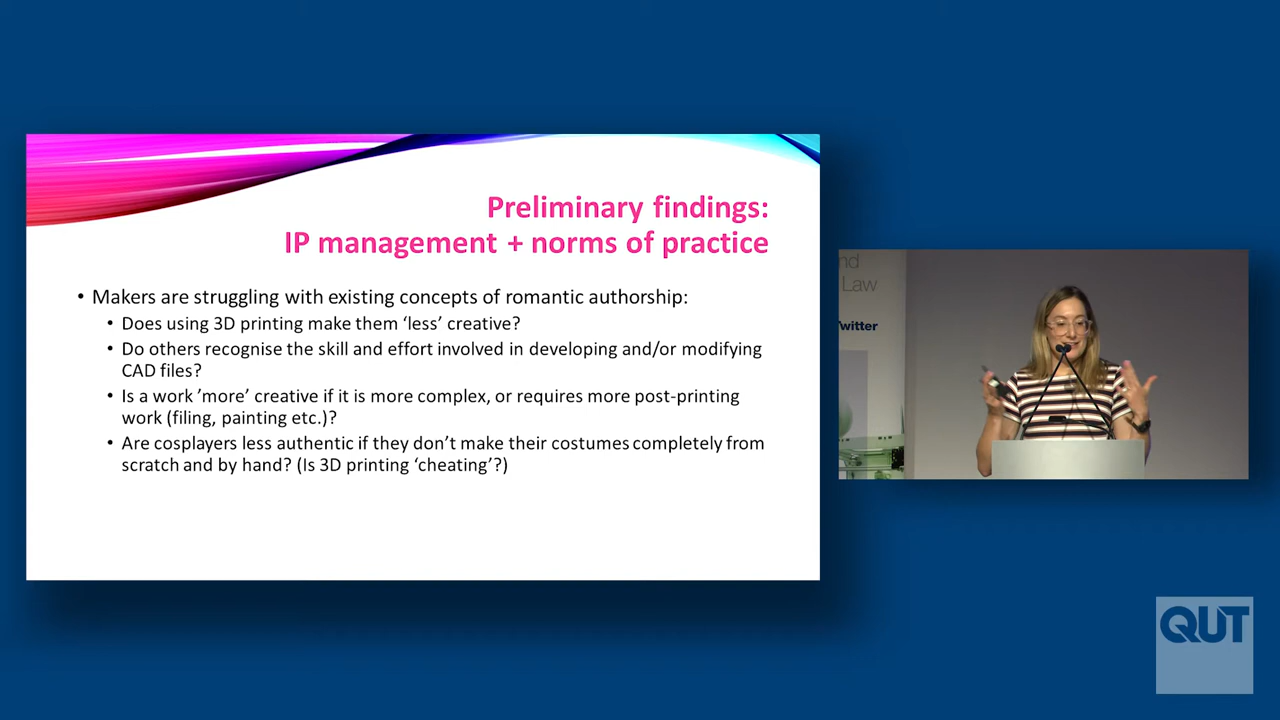 Preliminary findings:
IP management + norms of practice
• Makers are struggling with existing concepts of romantic authorship:
• Does using 3D printing make them ‘less’ creative?
• Do others recognise the skill and effort involved in developing and/or modifying
CAD files?
• Is a work ’more’ creative if it is more complex, or requires more post-printing
work (filing, painting etc.)?
• Are cosplayers less authentic if they don’t make their costumes completely from
scratch and by hand? (Is 3D printing ‘cheating’?)
nd
Law
Twitter
QUT